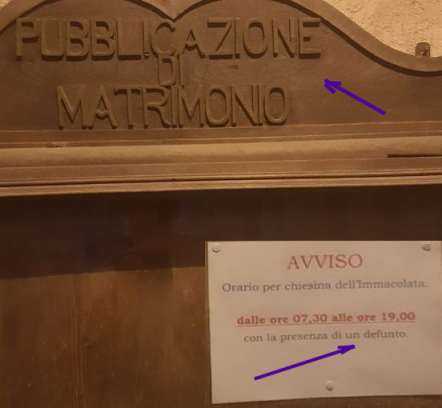 PUBBLICAZIONE
DI
MATRIMONIO
AVVISO
Orario per chiesina dell'Immacolata.
dalle ore 07,30 alle ore 19,00
con la presenza di un defunto.